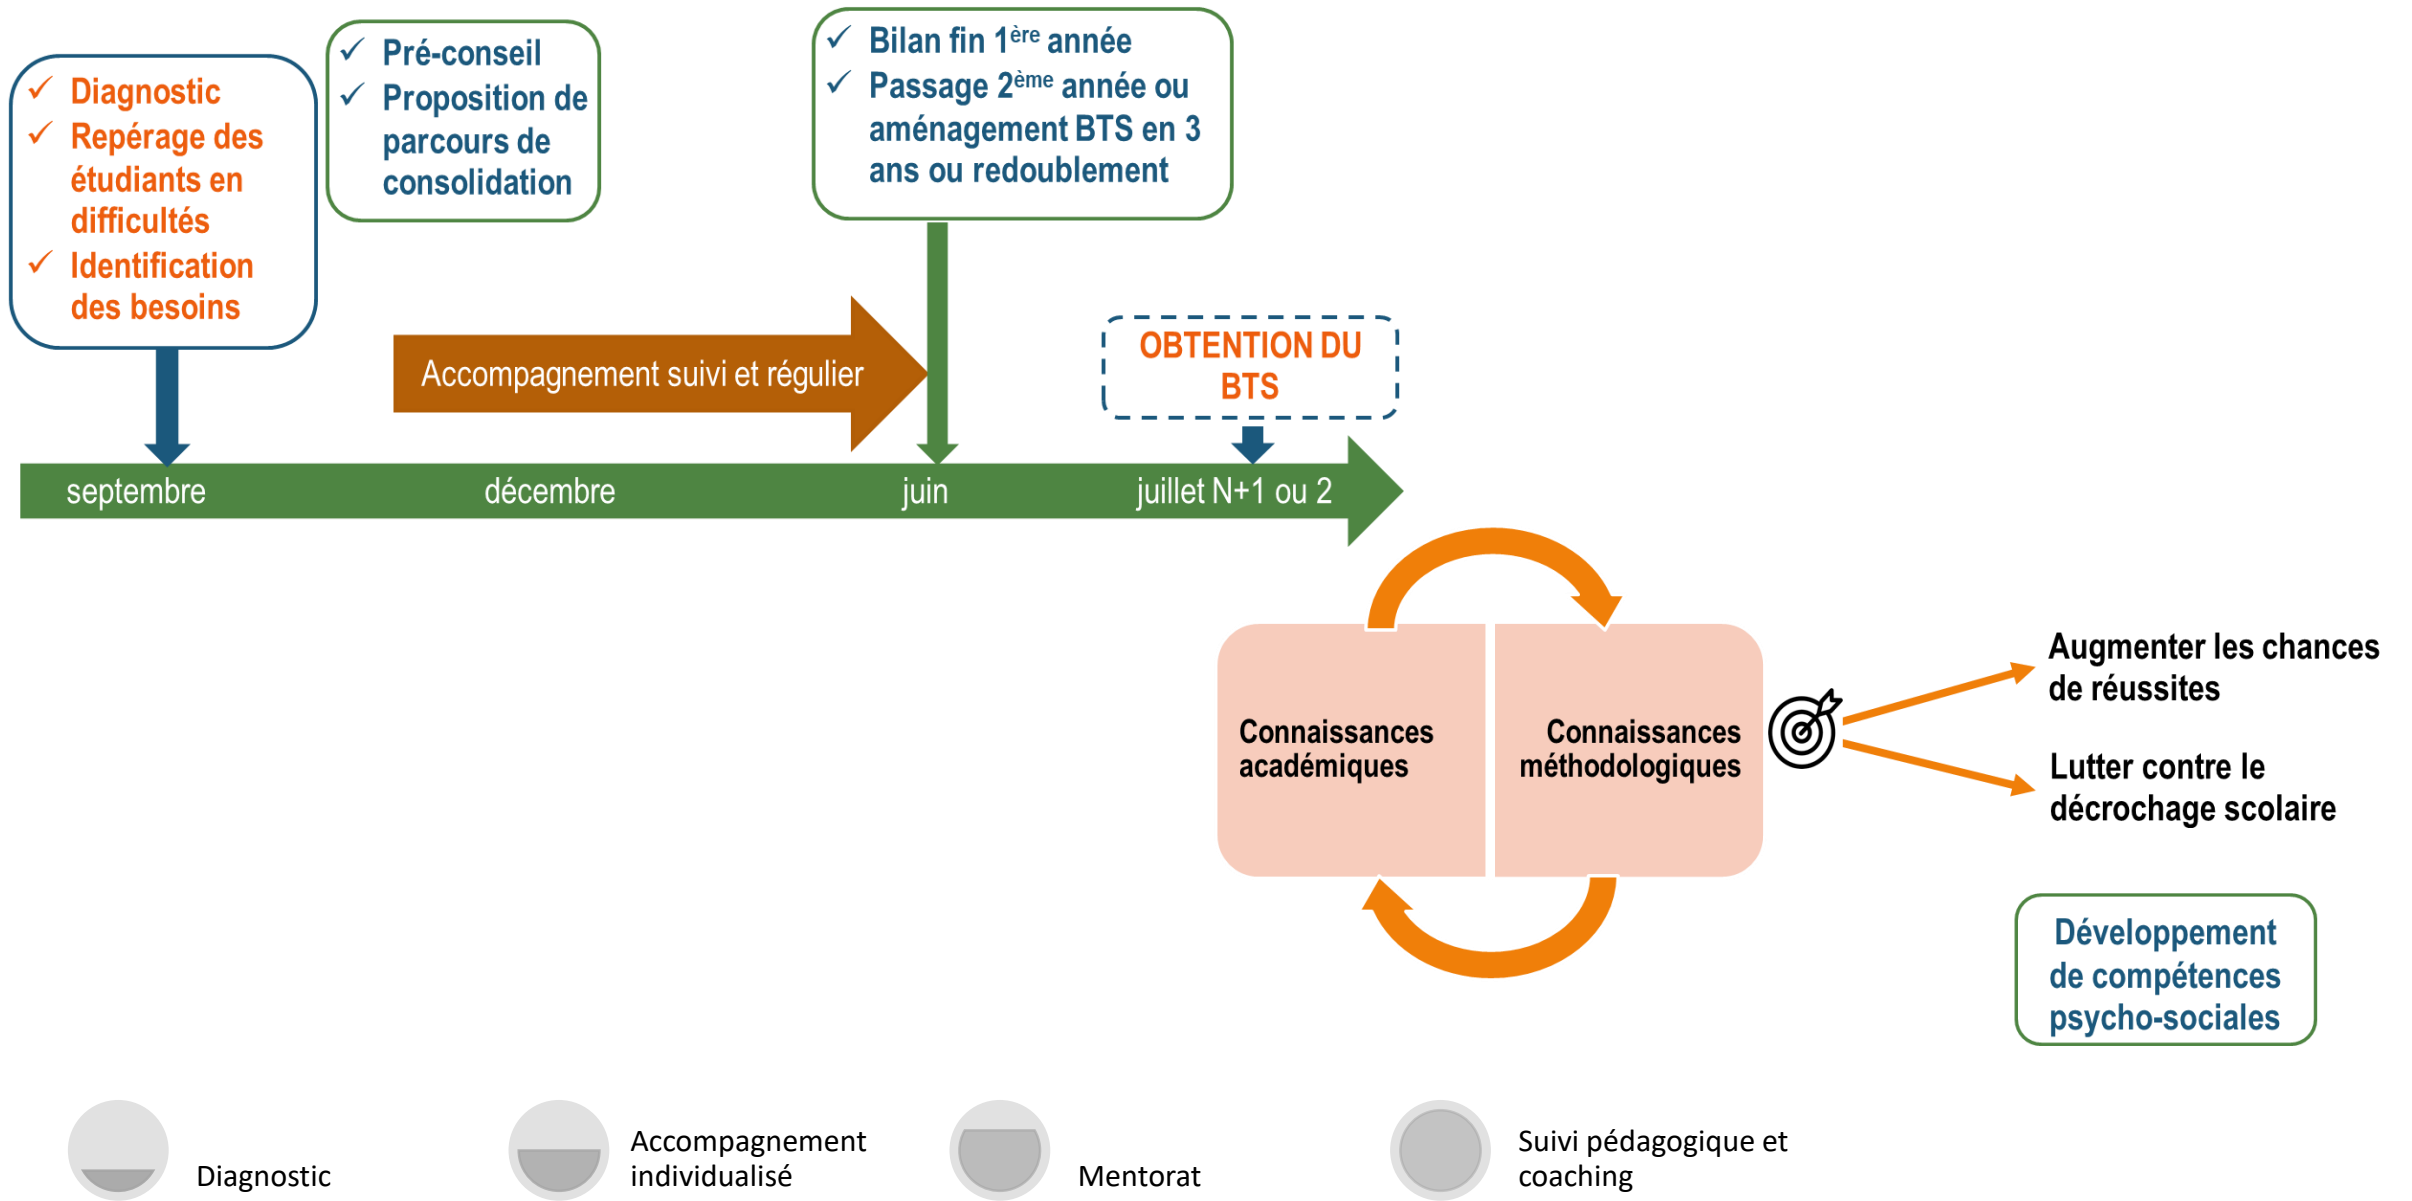 Diagnostic
Repérage des
étudiants en
difficultés
Identification
des besoins
Pré-conseil
Proposition de
parcours de
consolidation
Bilan fin 1ère année
Passage 2ème année ou
aménagement BTS en 3
ans ou redoublement
Accompagnement suivi et régulier
OBTENTION DU
BTS
septembre
décembre
juin
juillet N+1 ou 2
Connaissances
académiques
Connaissances
méthodologiques
Augmenter les chances
de réussites
Lutter contre le
décrochage scolaire
Développement
de compétences
psycho-sociales
Diagnostic
Accompagnement
individualisé
Mentorat
Suivi pédagogique et
coaching